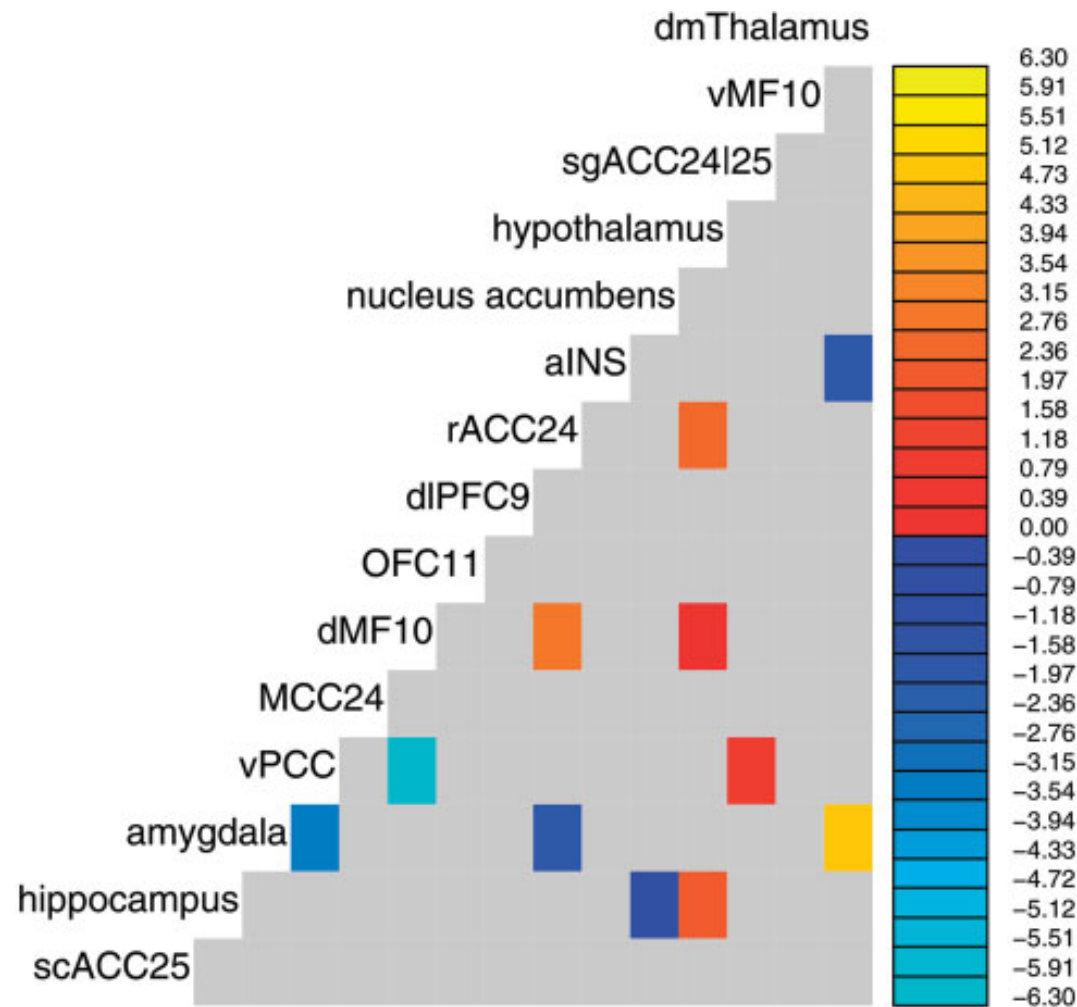 dmThalamus
vMF10
sgACC24l25
hypothalamus
nucleus accumbens
aINS
rACC24
dlPFC9
OFC11
dMF10
MCC24
vPCC
amygdala
hippocampus
scACC25
6.30
5.91
5.51
5.12
4.73
4.33
3.94
3.54
3.15
2.76
2.36
1.97
1.58
1.18
0.79
0.39
0.00
−0.39
−0.79
−1.18
−1.58
−1.97
−2.36
−2.76
−3.15
−3.54
−3.94
−4.33
−4.72
−5.12
−5.51
−5.91
−6.30